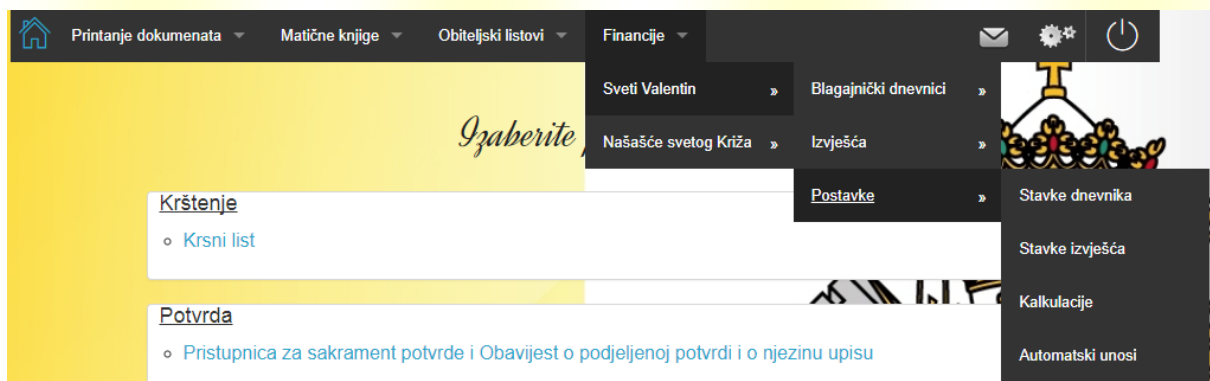 Printanje dokumenata Matične knjige Obiteljski listovi Financije
Sveti Valentin » Blagajnički dnevnici »
Izaberite
Našašće svetog Križa » Izvješća »
Krštenje
Postavke » Stavke dnevnika
Krsni list
Stavke izvješća
Kalkulacije
Potvrda
Pristupnica za sakrament potvrde i Obavijest o podjeljenoj potvrdi i o njezinu upisu
Automatski unosi